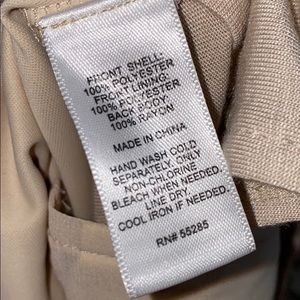 FRONT SHELL:
100% POLYESTER
FRONT LINING:
100% POLYESTER
BACK BODY:
100% RAYON
MADE IN CHINA
HAND WASH COLD
SEPARATELY, ONLY
NON-CHLORINE
BLEACH WHEN NEEDED.
LINE DRY.
COOL IRON IF NEEDED.
RN# 55285